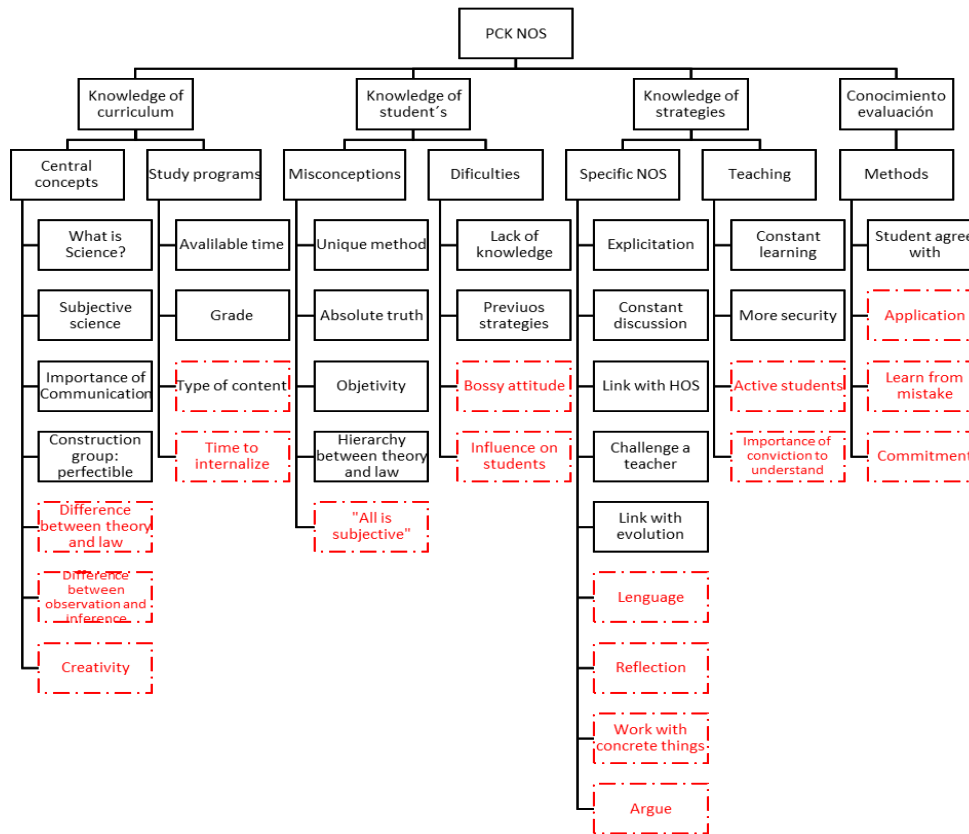 PCK NOS
Knowledge of
curriculum
Knowledge of
student´s
Knowledge of
strategies
Conocimiento
evaluación
Central
concepts
Study programs
Misconceptions
Dificulties
Specific NOS
Teaching
Methods
What is
Science?
Subjective
science
Importance of
Communication
Construction
group:
perfectible
Difference
between theory
and law
Difference
between
observation and
inference
Creativity
Avalilable time
Grade
Type of content
Time to
internalize
Unique method
Absolute truth
Objetivity
Hierarchy
between theory
and law
"All is
subjective"
Lack of
knowledge
Previuos
strategies
Bossy attitude
Influence on
students
Explicitation
Constant
discussion
Link with HOS
Challenge a
teacher
Link with
evolution
Lenguage
Reflection
Work with
concrete things
Argue
Constant
learning
More security
Active students
Importance of
conviction to
understand
Student agree
with
Application
Learn from
mistake
Commitment